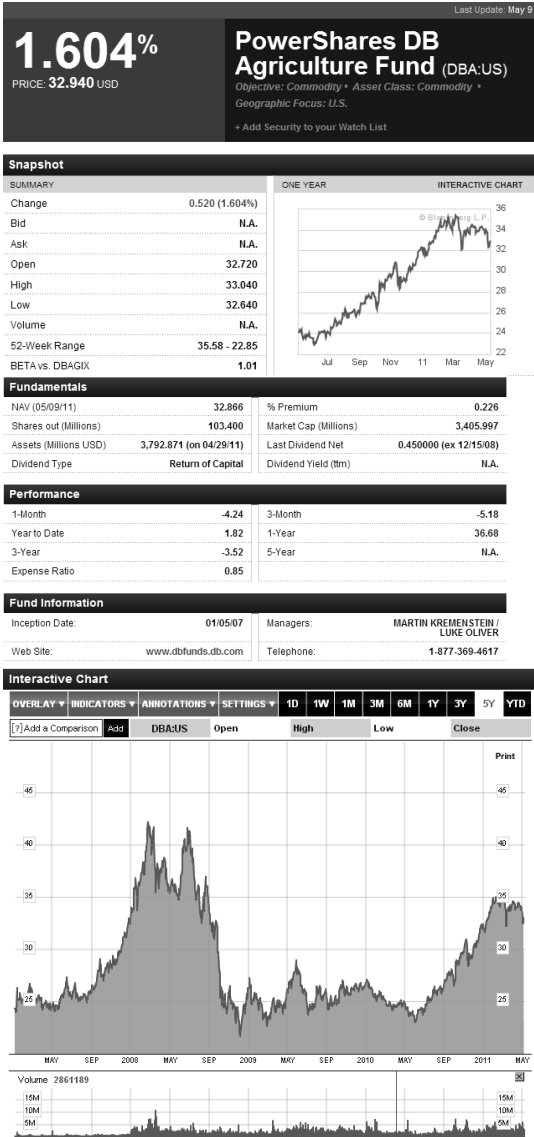 Last Update: May 9
1.604%
PRICE: 32.940 USD
PowerShares DB
Agriculture Fund (DBA:US)
Objective: Commodity • Asset Class: Commodity •
Geographic Focus: U.S.
+ Add Security to your Watch List
Snapshot
SUMMARY
Change 0.520 (1.604%)
Bid N.A.
Ask N.A.
Open 32.720
High 33.040
Low 32.640
Volume N.A.
52-Week Range 35.58 - 22.85
BETA vs. DBAGIX 1.01
ONE YEAR INTERACTIVE CHART
© Bloomberg L.P.
36
34
32
30
28
26
24
22
Jul Sep Nov 11 Mar May
Fundamentals
NAV (05/09/11) 32.866 % Premium 0.226
Shares out (Millions) 103.400 Market Cap (Millions) 3,405.997
Assets (Millions USD) 3,792.871 (on 04/29/11) Last Dividend Net 0.450000 (ex 12/15/08)
Dividend Type Return of Capital Dividend Yield (ttm) N.A.
Performance
1-Month -4.24 3-Month -5.18
Year to Date 1.82 1-Year 36.68
3-Year -3.52 5-Year N.A.
Expense Ratio 0.85
Fund Information
Inception Date: 01/05/07 Managers: MARTIN KREMENSTEIN /
LUKE OLIVER
Web Site: www.dbfunds.db.com Telephone: 1-877-369-4617
Interactive Chart
OVERLAY ▼ INDICATORS ▼ ANNOTATIONS ▼ SETTINGS ▼ 1D 1W 1M 3M 6M 1Y 3Y 5Y YTD
[?] Add a Comparison Add DBA:US Open High Low Close
Print
45 45
40 40
35 35
30 30
25 25
MAY SEP 2008 MAY SEP 2009 MAY SEP 2010 MAY SEP 2011 MAY
Volume 2861189
15M 15M
10M 10M
5M 5M